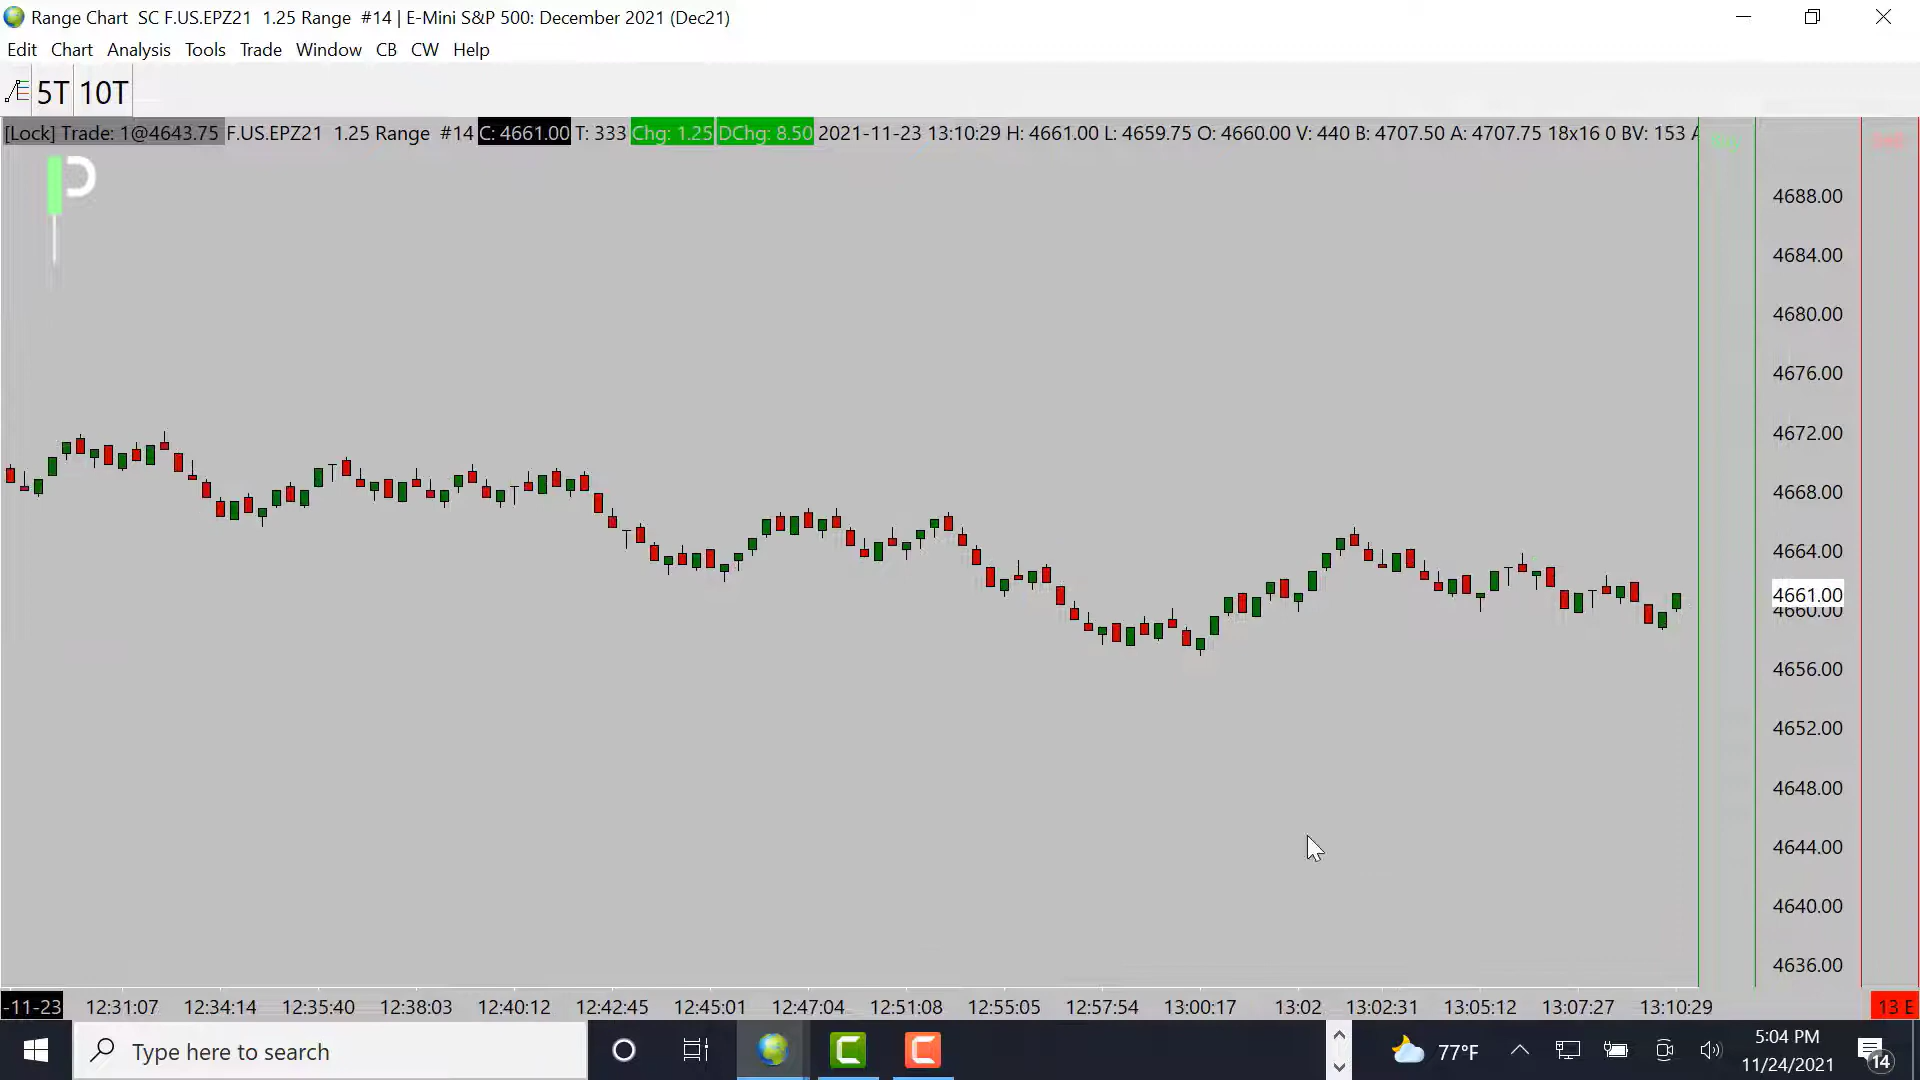 Range Chart SC F.US.EPZ21 1.25 Range #14 | E-Mini S&P 500: December 2021 (Dec21)
Edit Chart Analysis Tools Trade Window CB CW Help
5T 10T
[Lock] Trade: 1@4643.75 F.US.EPZ21 1.25 Range #14 C: 4661.00 T: 333 Chg: 1.25 DChg: 8.50 2021-11-23 13:10:29 H: 4661.00 L: 4659.75 O: 4660.00 V: 440 B: 4707.50 A: 4707.75 18x16 0 BV: 153
4688.00
4684.00
4680.00
4676.00
4672.00
4668.00
4664.00
4661.00
4660.00
4656.00
4652.00
4648.00
4644.00
4640.00
4636.00
-11-23 12:31:07 12:34:14 12:35:40 12:38:03 12:40:12 12:42:45 12:45:01 12:47:04 12:51:08 12:55:05 12:57:54 13:00:17 13:02 13:02:31 13:05:12 13:07:27 13:10:29 13 E
Type here to search
77°F
5:04 PM
11/24/2021
14